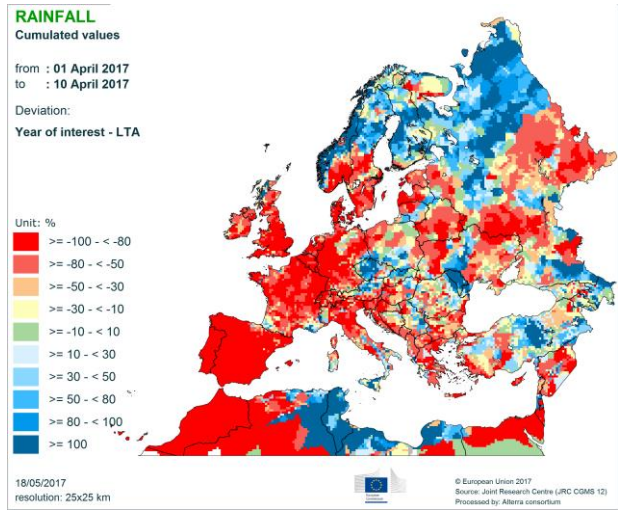 RAINFALL
Cumulated values
from : 01 April 2017
to : 10 April 2017
Deviation:
Year of interest - LTA
Unit: %
>= -100 - < -80
>= -80 - < -50
>= -50 - < -30
>= -30 - < -10
>= -10 - < 10
>= 10 - < 30
>= 30 - < 50
>= 50 - < 80
>= 80 - < 100
>= 100
18/05/2017
resolution: 25x25 km
© European Union 2017
Source: Joint Research Centre (JRC CGMS 12)
Processed by: Alterra consortium